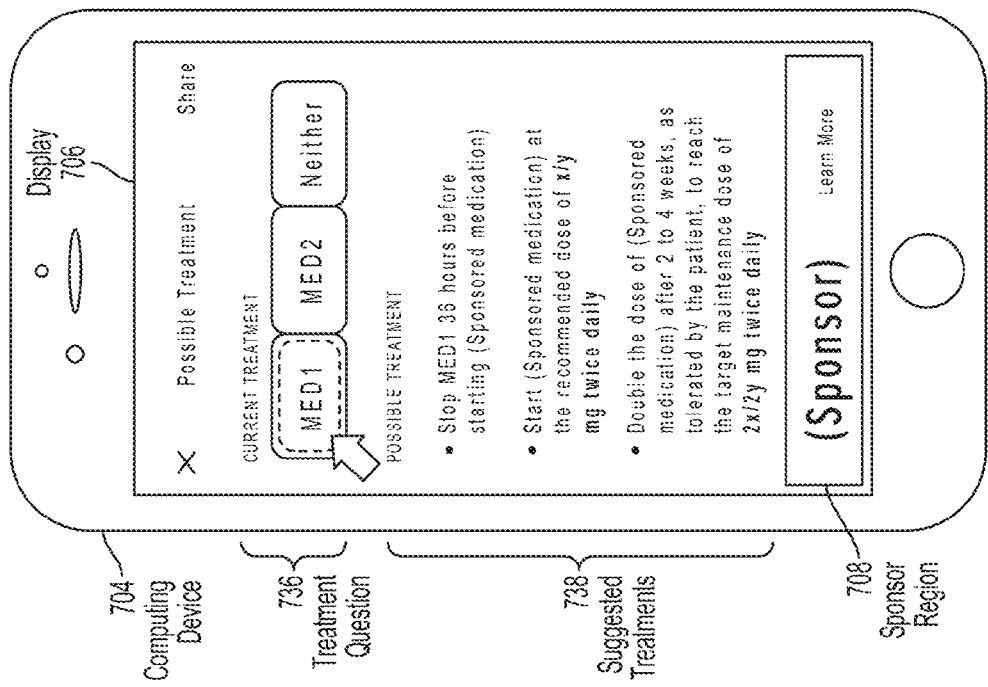 Display
706
X Possible Treatment Share
CURRENT TREATMENT
MED1 MED2 Neither
POSSIBLE TREATMENT
• Stop MED1 36 hours before
starting (Sponsored medication)
• Start (Sponsored medication) at
the recommended dose of x/y
mg twice daily
• Double the dose of (Sponsored
medication) after 2 to 4 weeks, as
tolerated by the patient, to reach
the target maintenance dose of
2x/2y mg twice daily
(Sponsor) Learn More
704
Computing
Device
736
Treatment
Question
738
Suggested
Treatments
708
Sponsor
Region